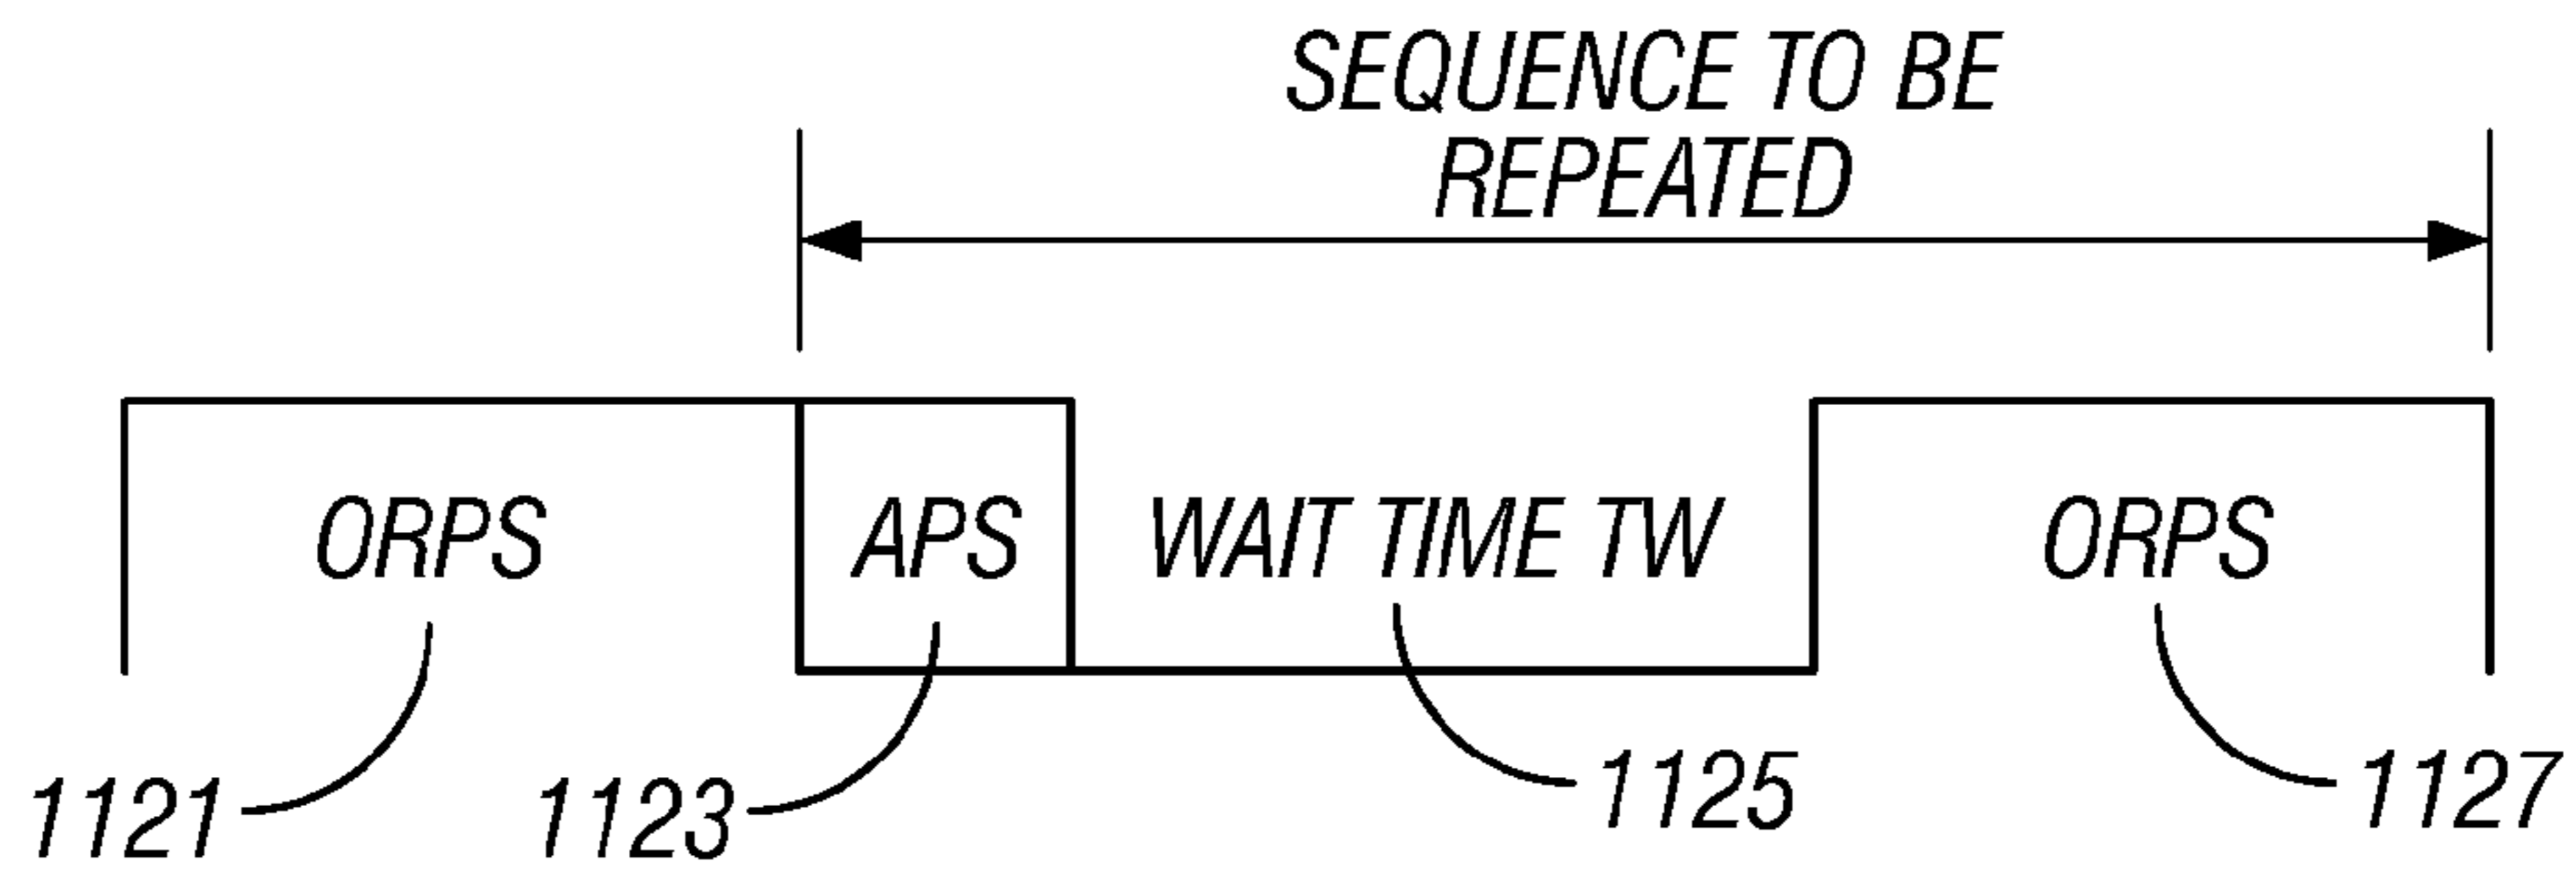 SEQUENCE TO BE
REPEATED
ORPS
APS
WAIT TIME TW
ORPS
1121
1123
1125
1127